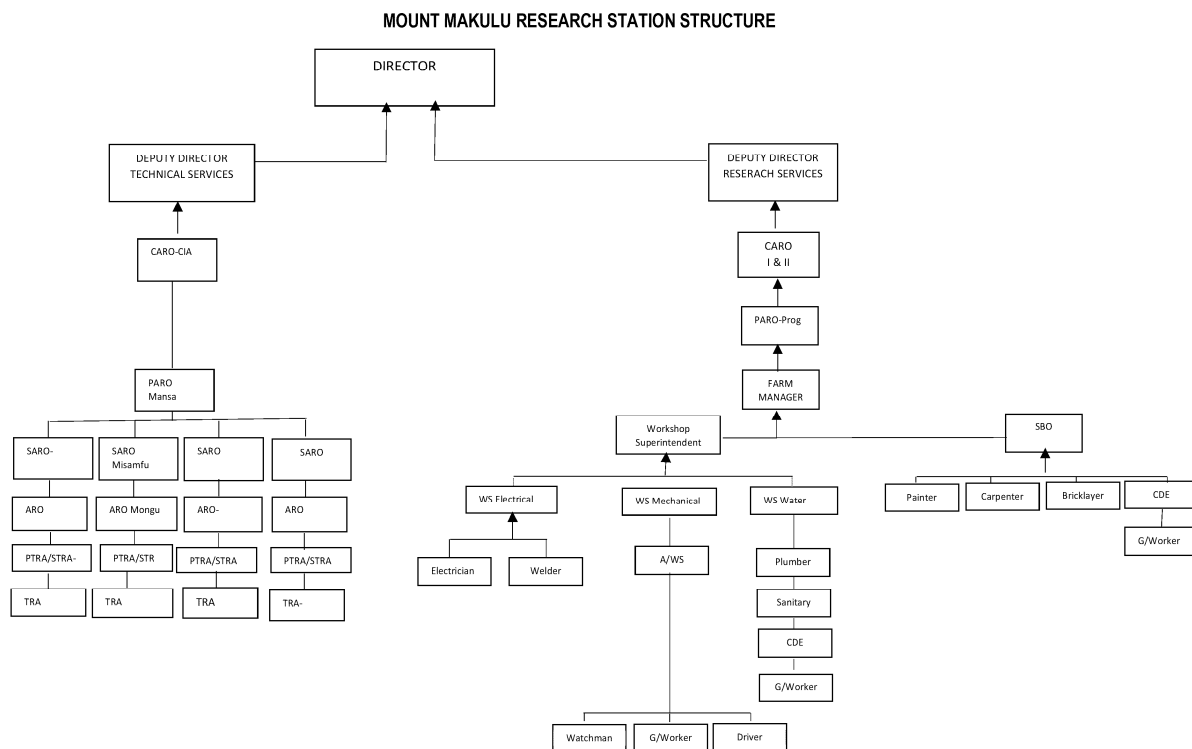 MOUNT MAKULU RESEARCH STATION STRUCTURE
DIRECTOR
DEPUTY DIRECTOR
TECHNICAL SERVICES
DEPUTY DIRECTOR
RESERACH SERVICES
CARO-CIA
CARO
I & II
PARO-Prog
PARO
Mansa
FARM
MANAGER
Workshop
Superintendent
SBO
SARO-
SARO
Misamfu
SARO
SARO
WS Electrical
WS Mechanical
WS Water
Painter
Carpenter
Bricklayer
CDE
ARO
ARO Mongu
ARO-
ARO
G/Worker
PTRA/STRA-
PTRA/STR
PTRA/STRA
PTRA/STRA
Electrician
Welder
A/WS
Plumber
TRA
TRA
TRA
TRA-
Sanitary
CDE
G/Worker
Watchman
G/Worker
Driver